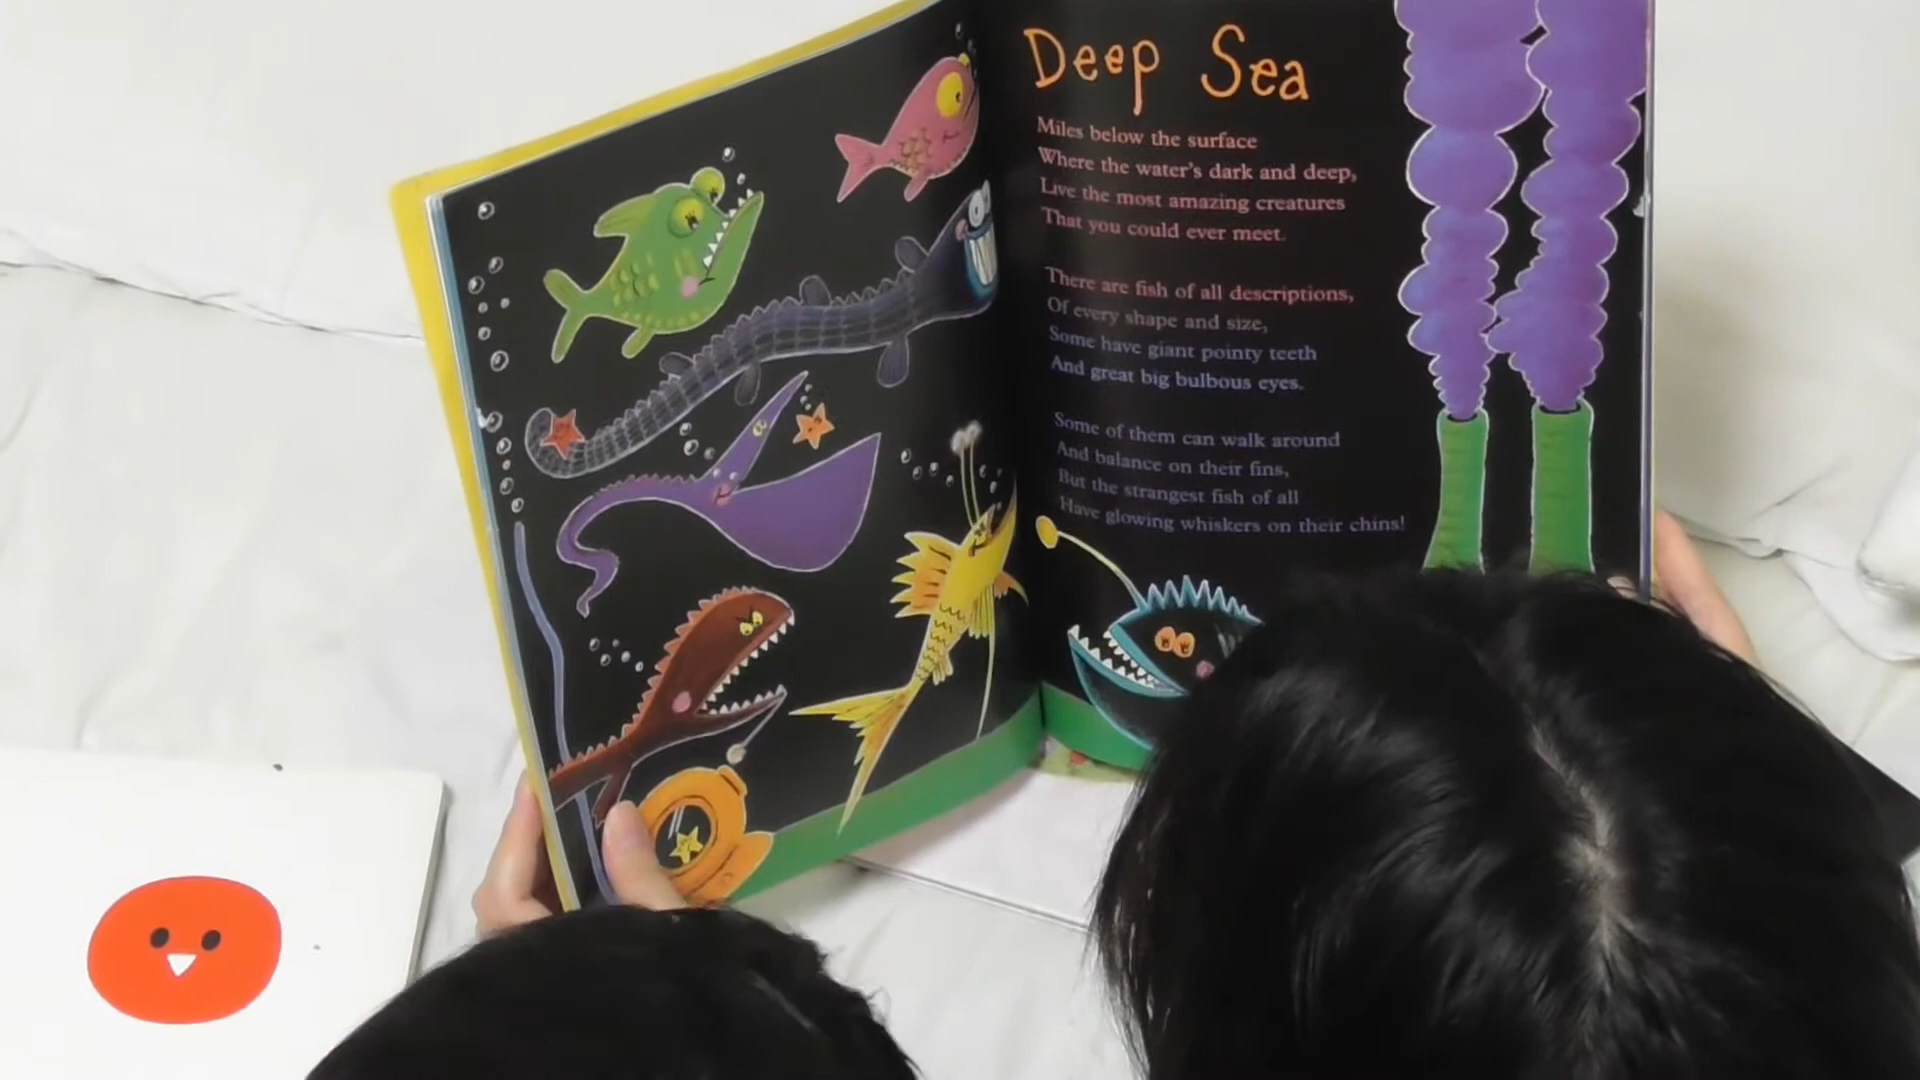 Deep Sea
Miles below the surface
Where the water's dark and deep,
Live the most amazing creatures
That you could ever meet.
There are fish of all descriptions,
Of every shape and size,
Some have giant pointy teeth
And great big bulbous eyes.
Some of them can walk around
And balance on their fins,
But the strangest fish of all
Have glowing whiskers on their chins!